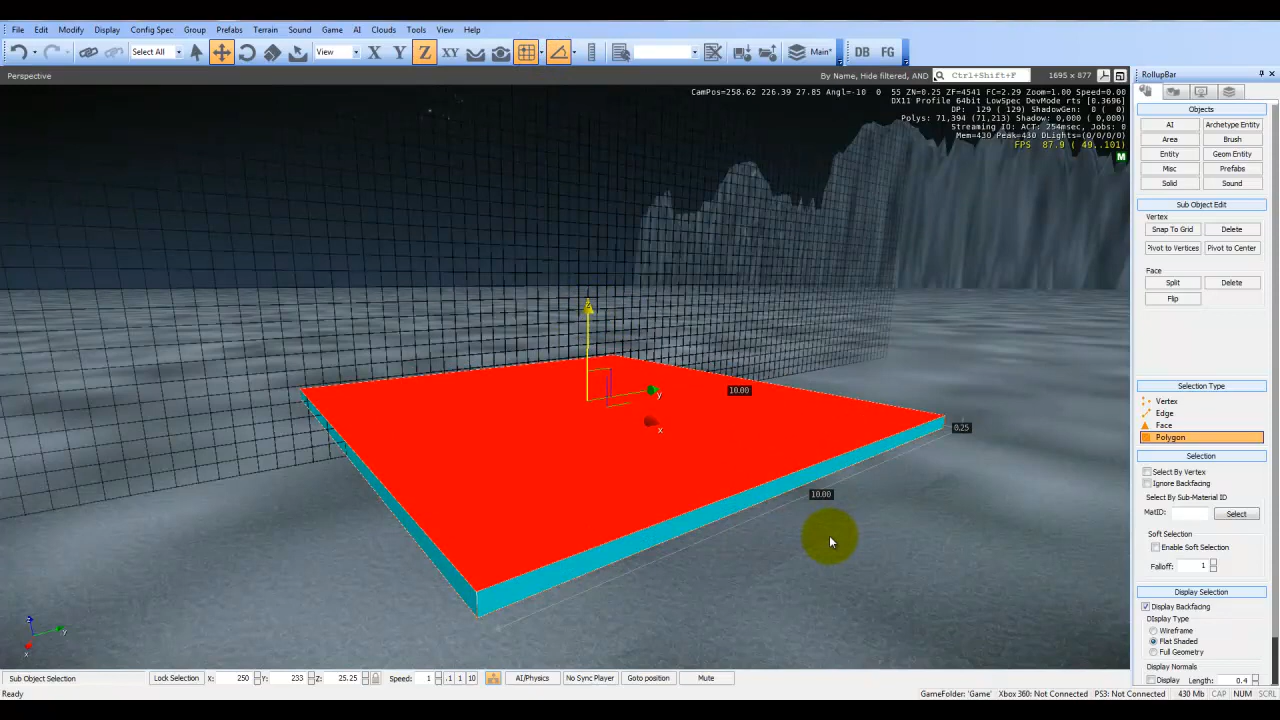 File Edit Modify Display Config Spec Group Prefabs Terrain Sound Game AI Clouds Tools View Help
Select All View X Y Z XY Main* DB FG
Perspective By Name, Hide filtered, AND Ctrl+Shift+F 1695 x 877
CamPos=258.62 226.39 27.85 Angl=-10 0 55 ZN=0.25 ZF=4541 FC=2.29 Zoom=1.00 Speed=0.00
DX11 Profile 64bit LowSpec DevMode rts [0.3696]
DP: 129 ( 129) ShadowGen: 0 ( 0)
Polys: 71,394 (71,213) Shadow: 0,000 ( 0,000)
Streaming IO: ACT: 254msec, Jobs: 0
Mem=430 Peak=430 DLights=(0/0/0/0)
FPS 87.9 ( 49..101)
M
Z
y
x
10.00
0.25
10.00
z
y
x
RollupBar
Objects
AI Archetype Entity
Area Brush
Entity Geom Entity
Misc Prefabs
Solid Sound
Sub Object Edit
Vertex
Snap To Grid Delete
Pivot to Vertices Pivot to Center
Face
Split Delete
Flip
Selection Type
Vertex
Edge
Face
Polygon
Selection
Select By Vertex
Ignore Backfacing
Select By Sub-Material ID
MatID: Select
Soft Selection
Enable Soft Selection
Falloff: 1
Display Selection
Display Backfacing
DIsplay Type
Wireframe
Flat Shaded
Full Geometry
Display Normals
Display Length: 0.4
Sub Object Selection Lock Selection X: 250 Y: 233 Z: 25.25 Speed: 1 .1 1 10 AI/Physics No Sync Player Goto position Mute
Ready GameFolder: 'Game' Xbox 360: Not Connected PS3: Not Connected 430 Mb CAP NUM SCRL